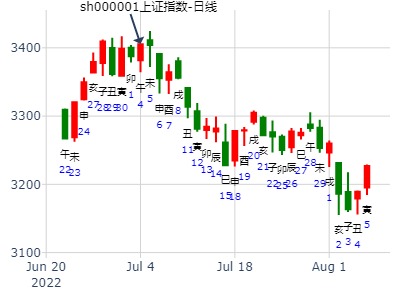 sh000001上证指数-日线
3400
3300
3200
3100
午
22
未
23
申
24
亥
27
子
28
丑
29
寅
30
卯
1
午
4
未
5
申
6
酉
7
戌
8
丑
11
寅
12
卯
13
辰
14
巳
15
申
18
酉
19
戌
20
亥
21
子
22
卯
25
辰
26
巳
27
午
28
未
29
戌
1
亥
2
子
3
丑
4
寅
5
Jun 20
2022
Jul 4
Jul 18
Aug 1